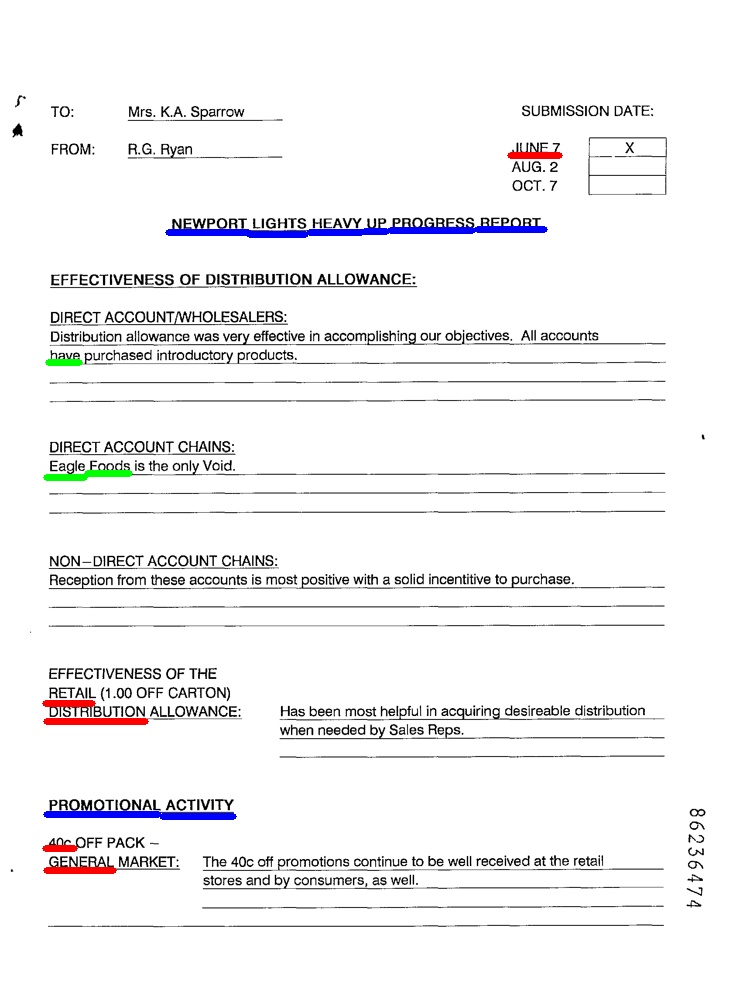 TO: Mrs. K.A. Sparrow SUBMISSION DATE:
FROM: R.G. Ryan JUNE 7 X
AUG. 2
OCT. 7
NEWPORT LIGHTS HEAVY UP PROGRESS REPORT
EFFECTIVENESS OF DISTRIBUTION ALLOWANCE:
DIRECT ACCOUNT/WHOLESALERS:
Distribution allowance was very effective in accomplishing our objectives. All accounts
have purchased introductory products.
DIRECT ACCOUNT CHAINS:
Eagle Foods is the only Void.
NON-DIRECT ACCOUNT CHAINS:
Reception from these accounts is most positive with a solid incentitive to purchase.
EFFECTIVENESS OF THE
RETAIL (1.00 OFF CARTON)
DISTRIBUTION ALLOWANCE: Has been most helpful in acquiring desireable distribution
when needed by Sales Reps.
PROMOTIONAL ACTIVITY
40c OFF PACK -
GENERAL MARKET: The 40c off promotions continue to be well received at the retail
stores and by consumers, as well.
86236474